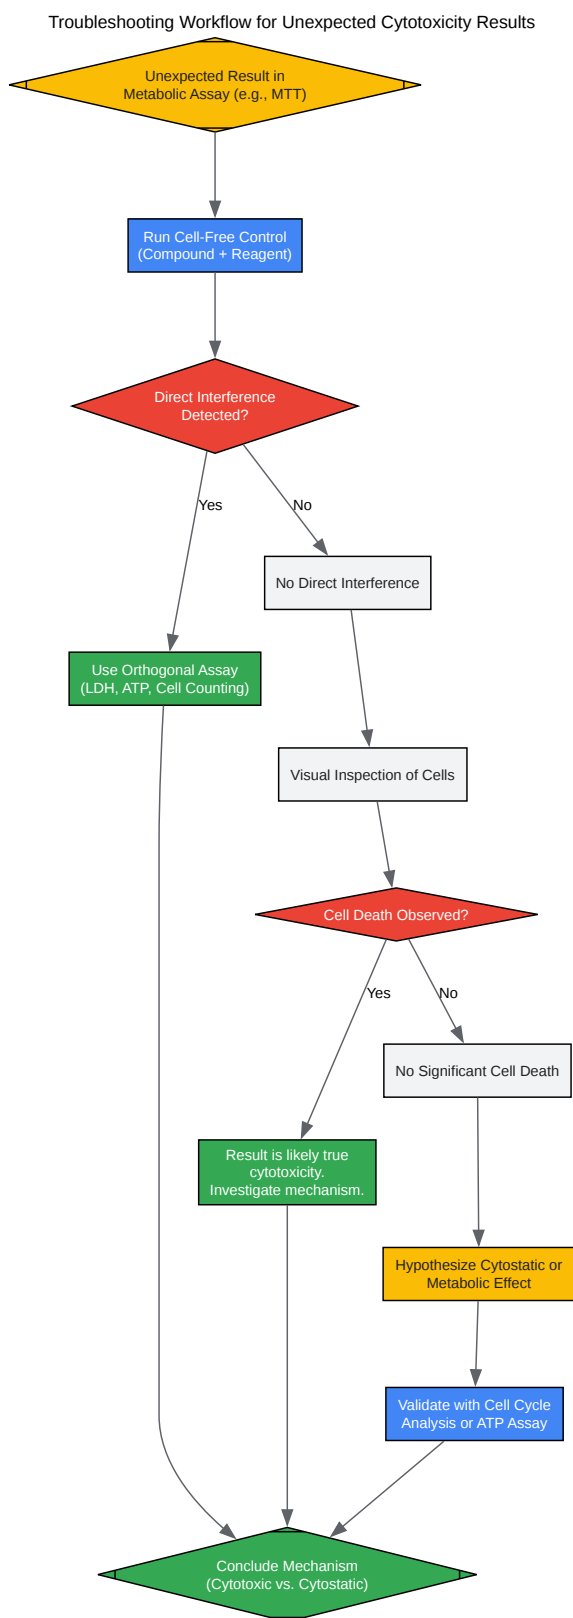 Troubleshooting Workflow for Unexpected Cytotoxicity Results
Unexpected Result in
Metabolic Assay (e.g., MTT)
Run Cell-Free Control
(Compound + Reagent)
Direct Interference
Detected?
Yes
No
No Direct Interference
Use Orthogonal Assay
(LDH, ATP, Cell Counting)
Visual Inspection of Cells
Cell Death Observed?
Yes
No
No Significant Cell Death
Result is likely true
cytotoxicity.
Investigate mechanism.
Hypothesize Cytostatic or
Metabolic Effect
Validate with Cell Cycle
Analysis or ATP Assay
Conclude Mechanism
(Cytotoxic vs. Cytostatic)